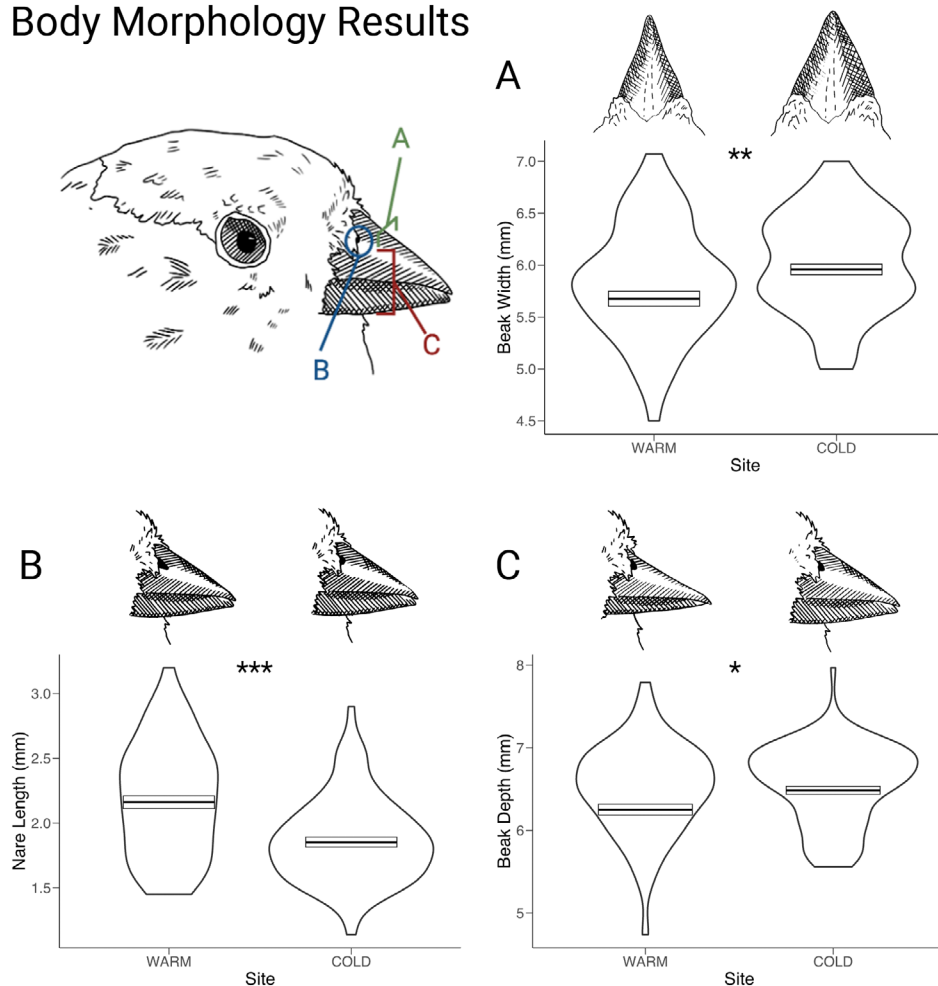 Body Morphology Results
A
B
C
A
**
Beak Width (mm)
7.0
6.5
6.0
5.5
5.0
4.5
WARM
COLD
Site
B
***
Nare Length (mm)
3.0
2.5
2.0
1.5
WARM
COLD
Site
C
*
Beak Depth (mm)
8
7
6
5
WARM
COLD
Site